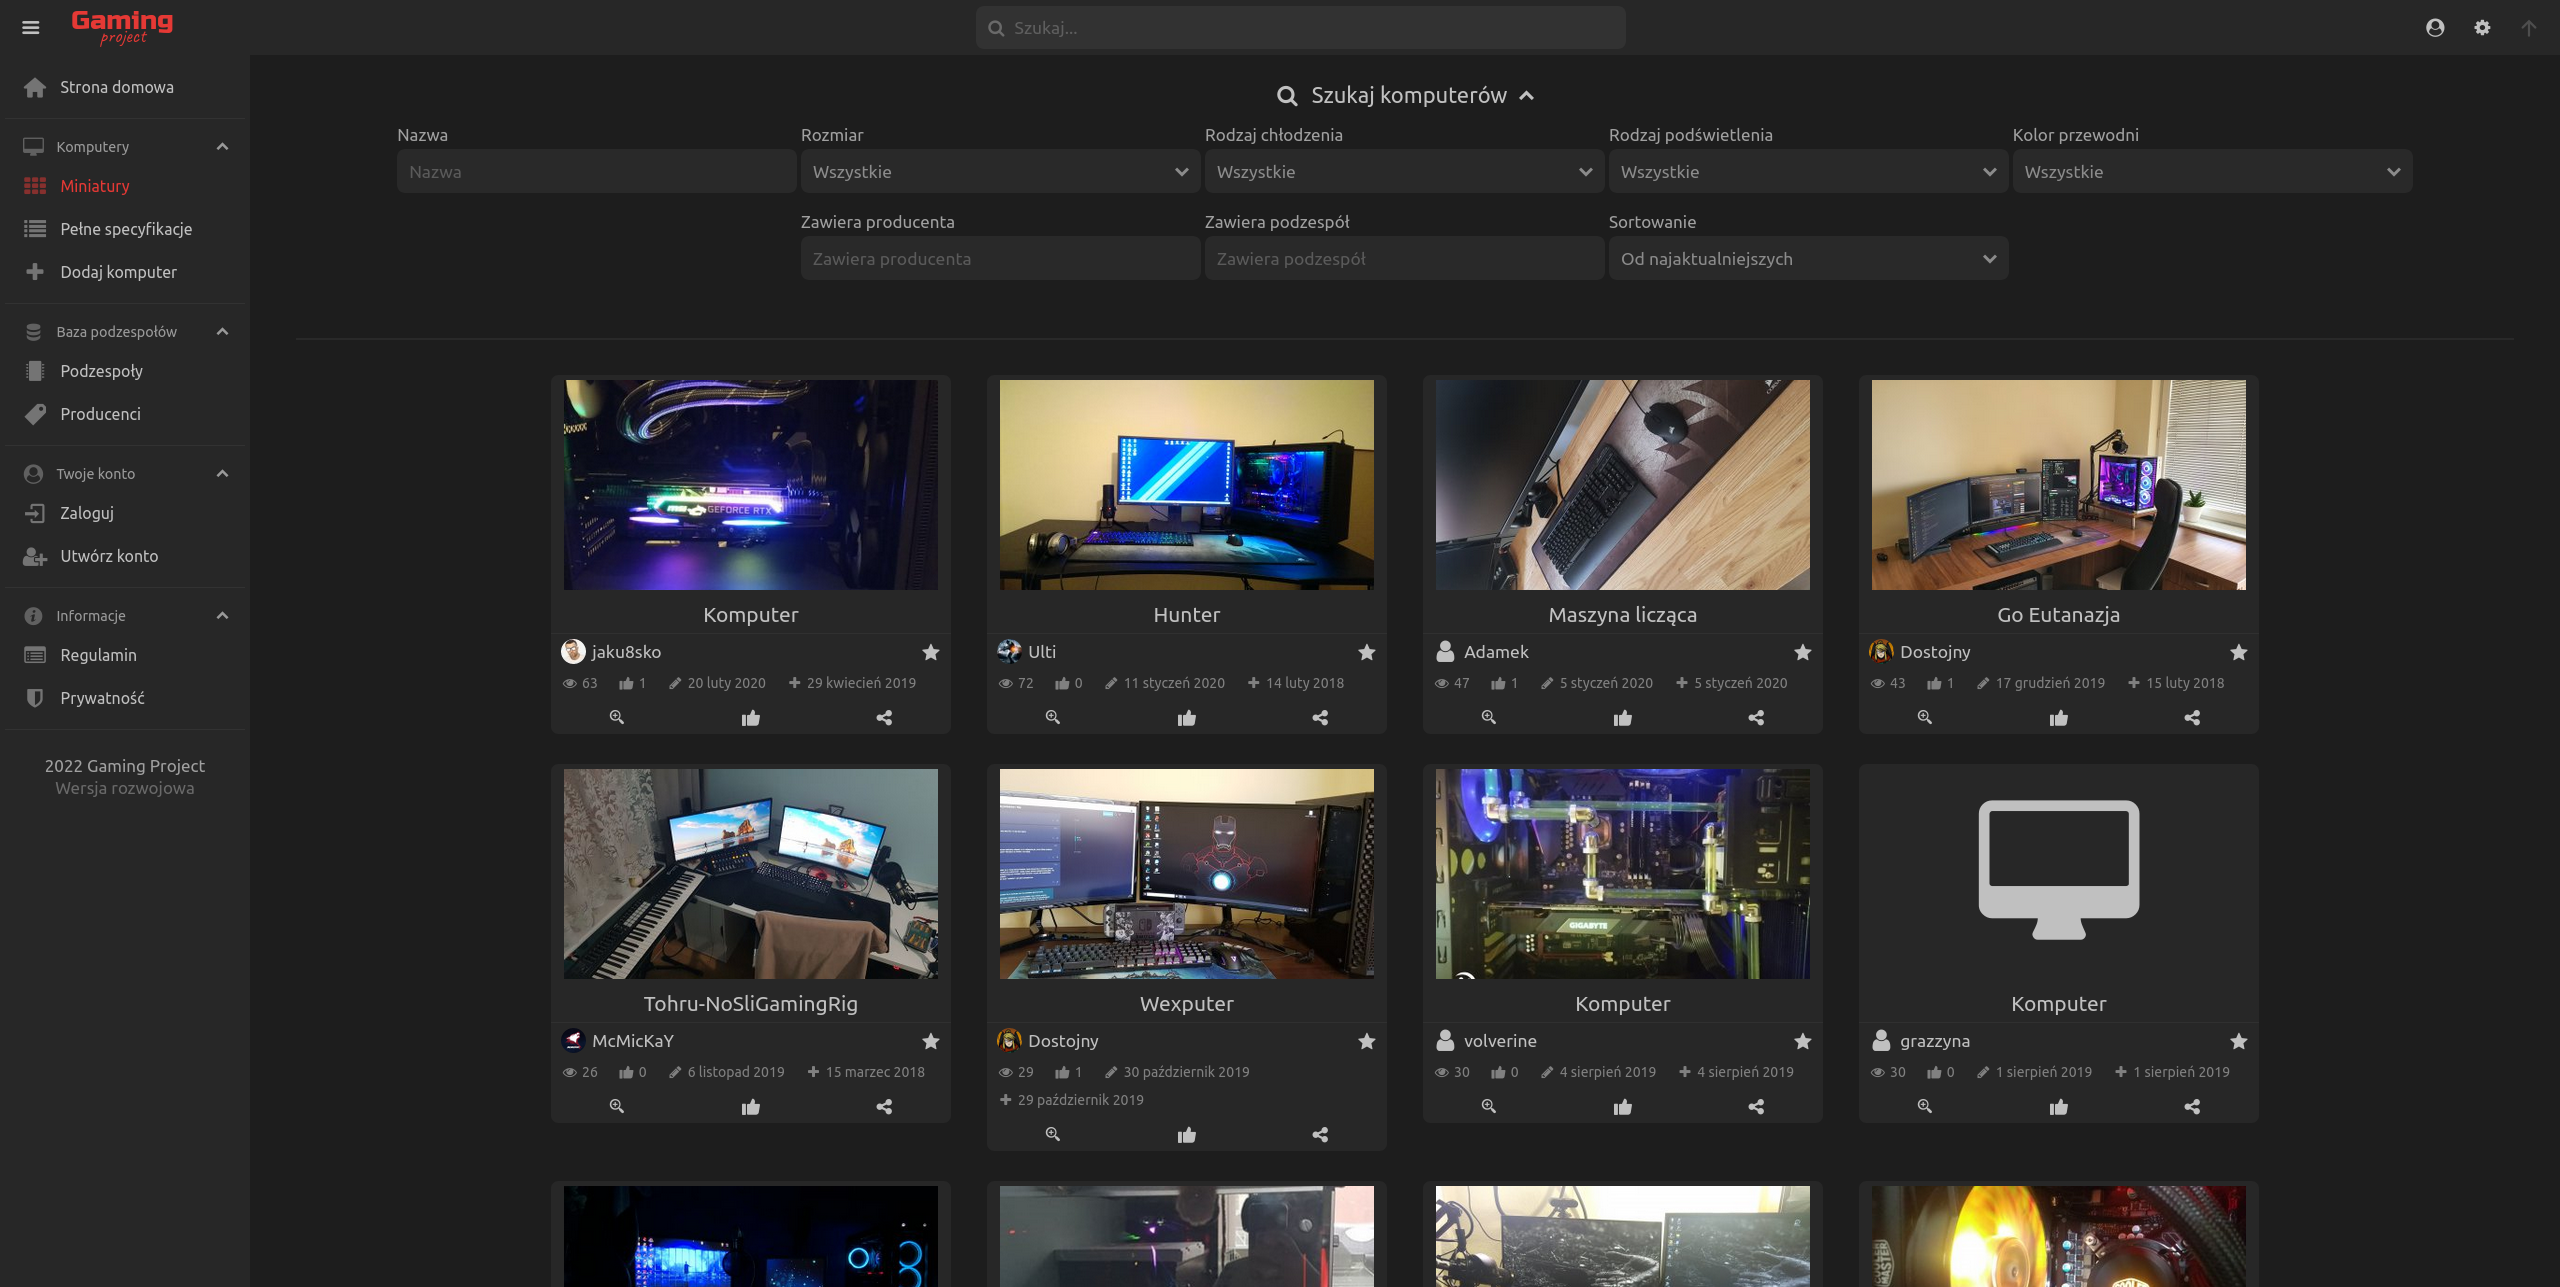 Gaming
project
Szukaj...
Strona domowa
Komputery
Miniatury
Pełne specyfikacje
Dodaj komputer
Baza podzespołów
Podzespoły
Producenci
Twoje konto
Zaloguj
Utwórz konto
Informacje
Regulamin
Prywatność
2022 Gaming Project
Wersja rozwojowa
Szukaj komputerów
Nazwa
Nazwa
Rozmiar
Wszystkie
Rodzaj chłodzenia
Wszystkie
Rodzaj podświetlenia
Wszystkie
Kolor przewodni
Wszystkie
Zawiera producenta
Zawiera producenta
Zawiera podzespół
Zawiera podzespół
Sortowanie
Od najaktualniejszych
GEFORCE RTX
Komputer
jaku8sko
63 1 20 luty 2020 29 kwiecień 2019
Hunter
Ulti
72 0 11 styczeń 2020 14 luty 2018
Maszyna licząca
Adamek
47 1 5 styczeń 2020 5 styczeń 2020
Go Eutanazja
Dostojny
43 1 17 grudzień 2019 15 luty 2018
Tohru-NoSliGamingRig
McMicKaY
26 0 6 listopad 2019 15 marzec 2018
Wexputer
Dostojny
29 1 30 październik 2019
29 październik 2019
GIGABYTE
Komputer
volverine
30 0 4 sierpień 2019 4 sierpień 2019
Komputer
grazzyna
30 0 1 sierpień 2019 1 sierpień 2019